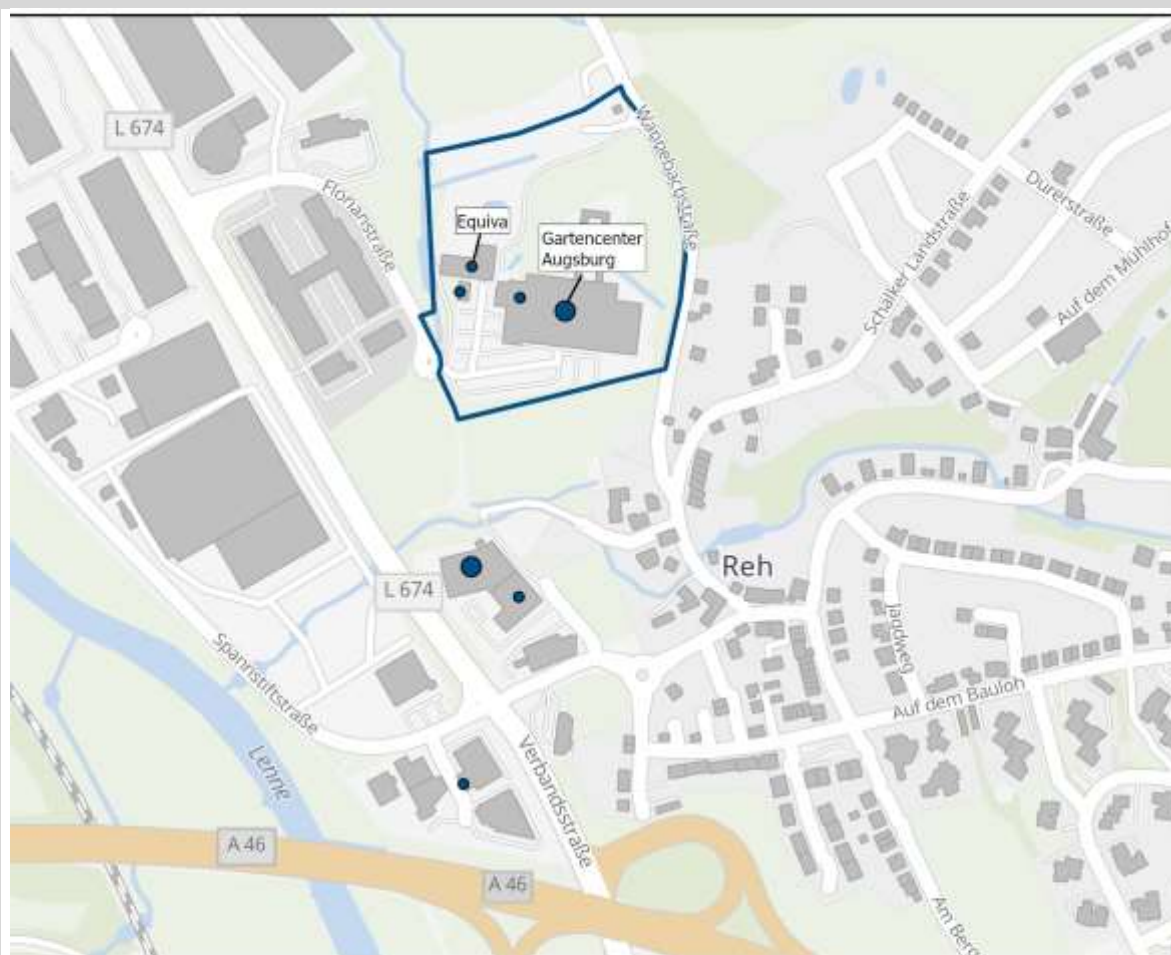 L 674
Florianstraße
Wannebachstraße
Equiva
Gartencenter
Augsburg
Schälker Landstraße
Dürerstraße
Auf dem Mühlhof
L 674
Reh
Jagdweg
Auf dem Bauloh
Spannstiftstraße
Lenne
Verbandsstraße
A 46
A 46
Am Berg